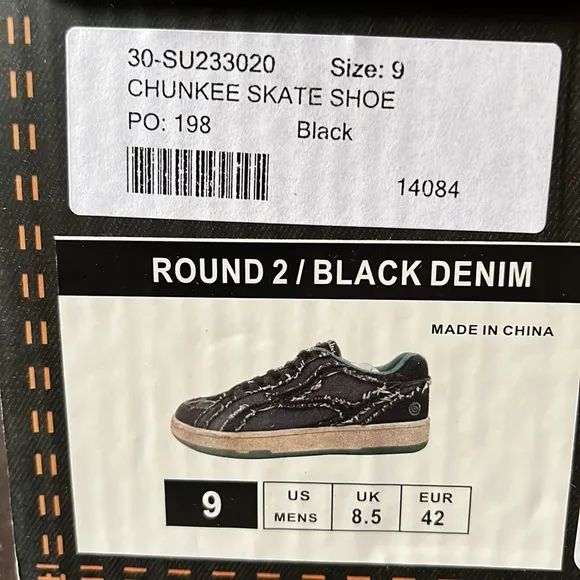 30-SU233020 Size: 9
CHUNKEE SKATE SHOE
PO: 198 Black
14084
ROUND 2 / BLACK DENIM
MADE IN CHINA
9 US MENS UK 8.5 EUR 42